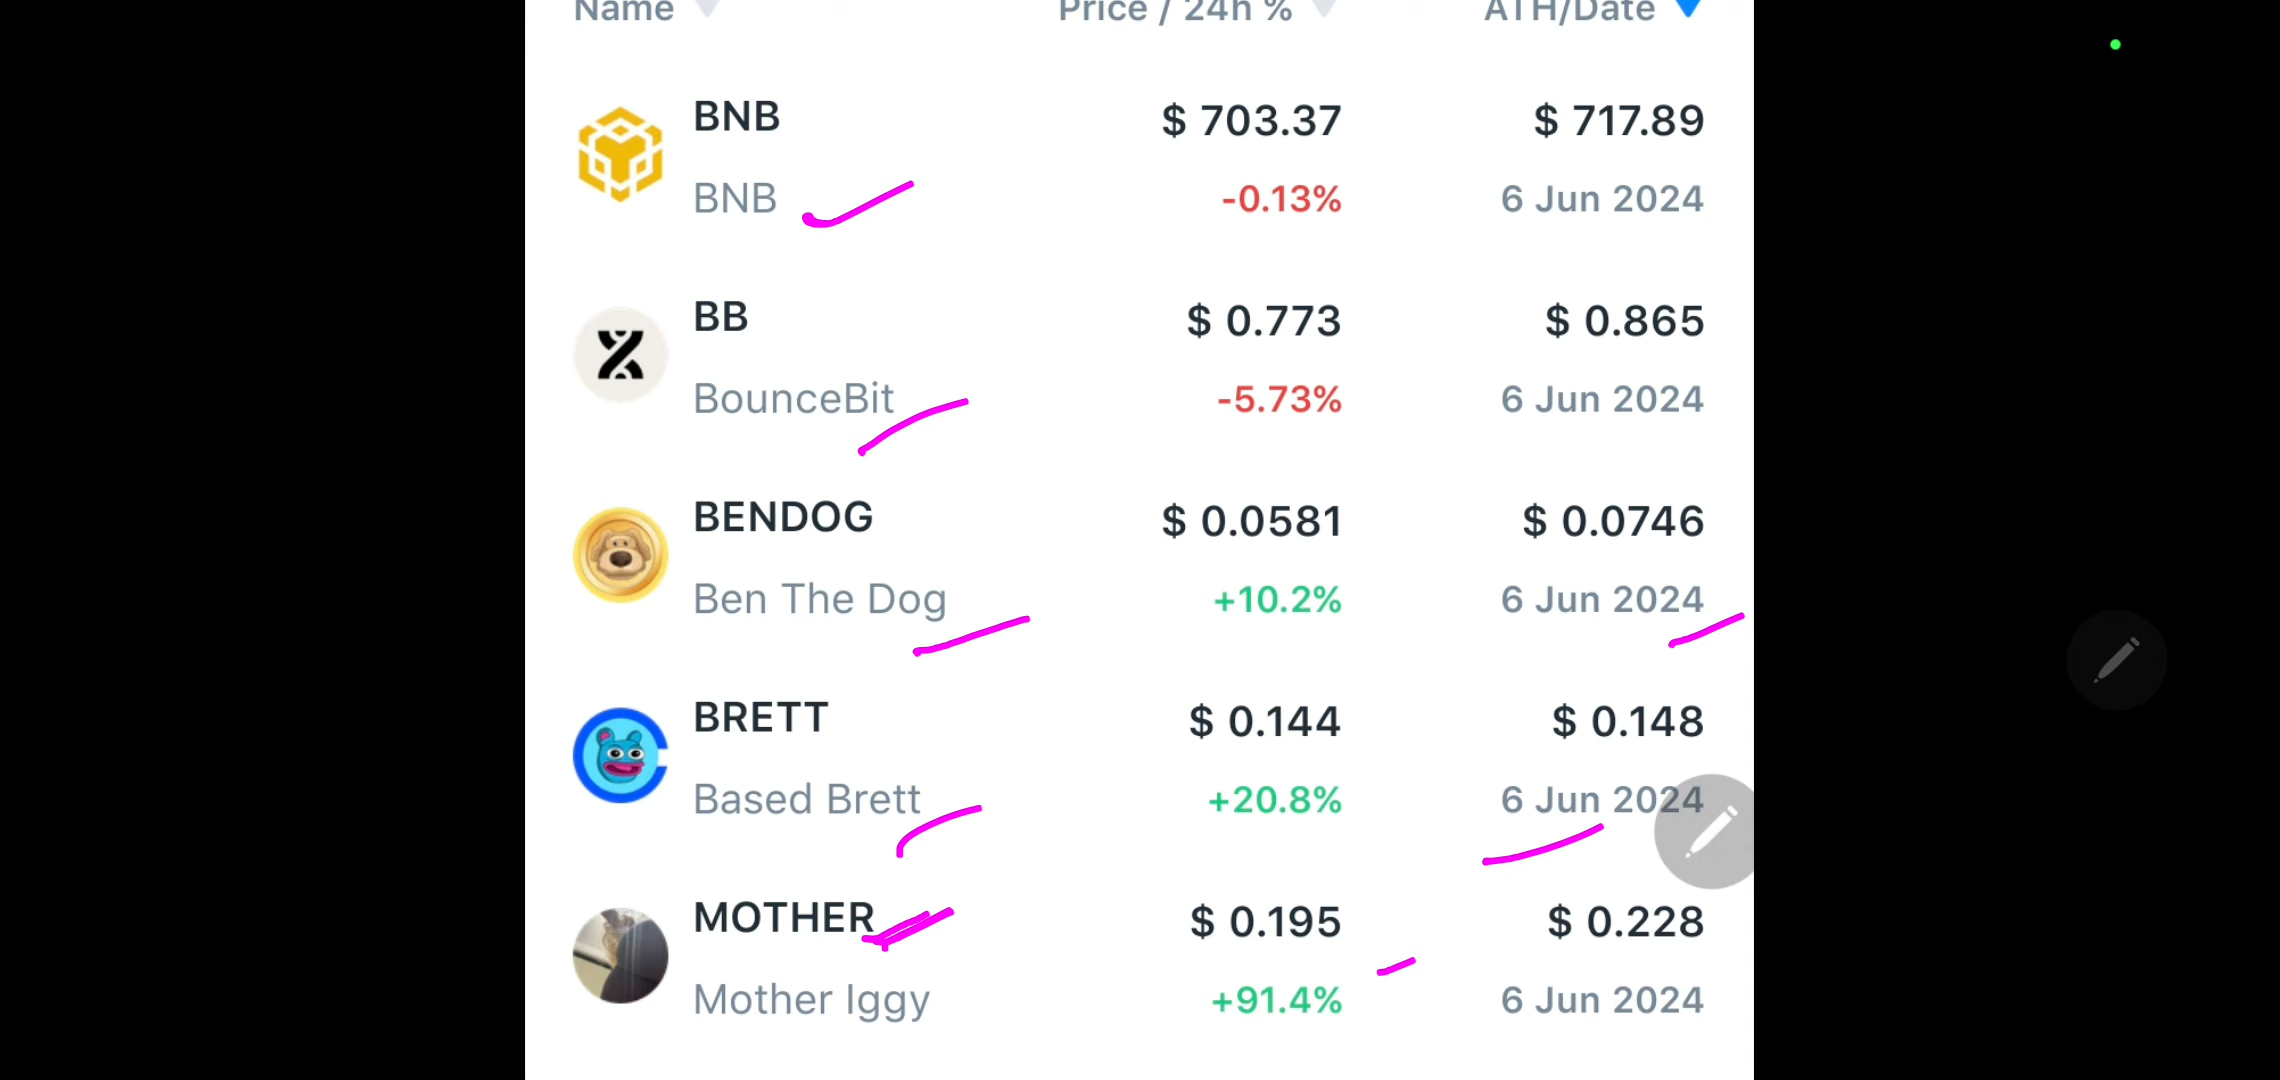 Name Price / 24h % ATH/Date
BNB $ 703.37 $ 717.89
BNB -0.13% 6 Jun 2024
BB $ 0.773 $ 0.865
BounceBit -5.73% 6 Jun 2024
BENDOG $ 0.0581 $ 0.0746
Ben The Dog +10.2% 6 Jun 2024
BRETT $ 0.144 $ 0.148
Based Brett +20.8% 6 Jun 2024
MOTHER $ 0.195 $ 0.228
Mother Iggy +91.4% 6 Jun 2024